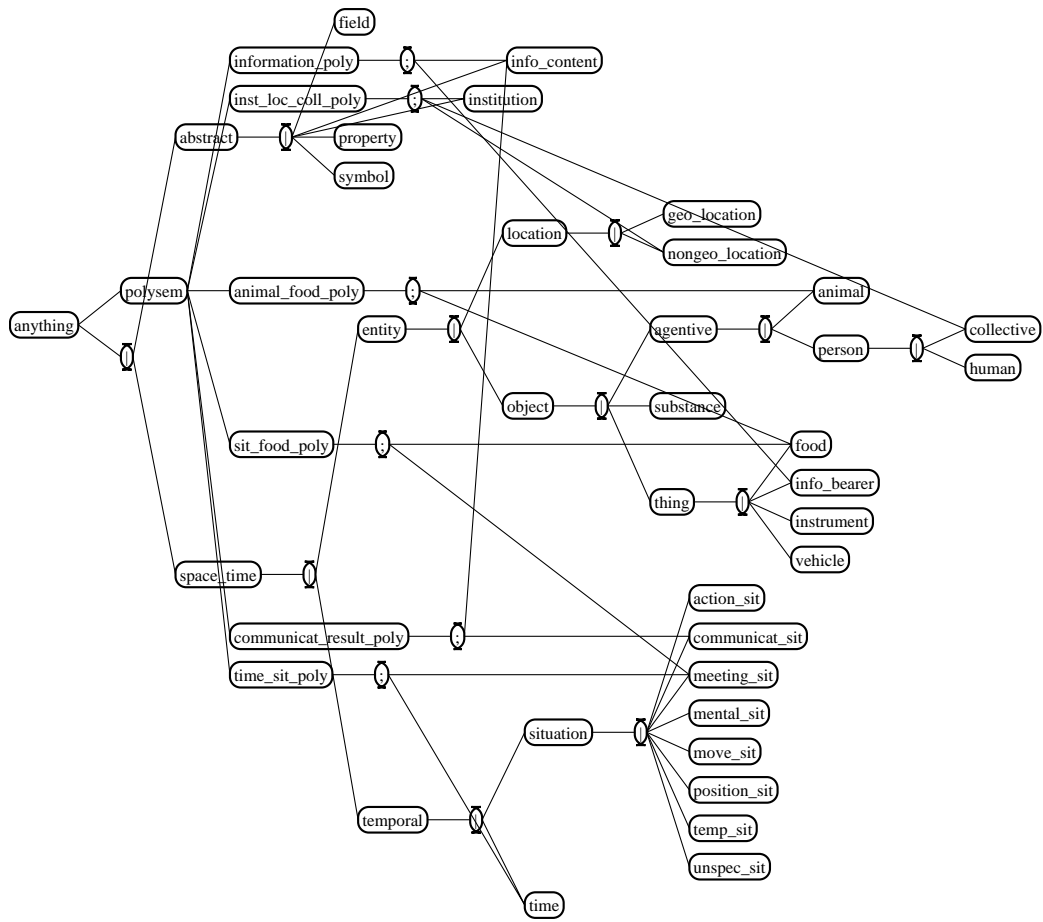 field
information_poly ; info_content
inst_loc_coll_poly ; institution
abstract | property
symbol
geo_location
location |
nongeo_location
polysem animal_food_poly ; animal
anything entity | agentive | collective
person |
|
human
object | substance
sit_food_poly ; food
info_bearer
thing |
instrument
vehicle
space_time |
action_sit
communicat_result_poly ; communicat_sit
time_sit_poly ; meeting_sit
mental_sit
situation |
move_sit
position_sit
temporal | temp_sit
unspec_sit
time